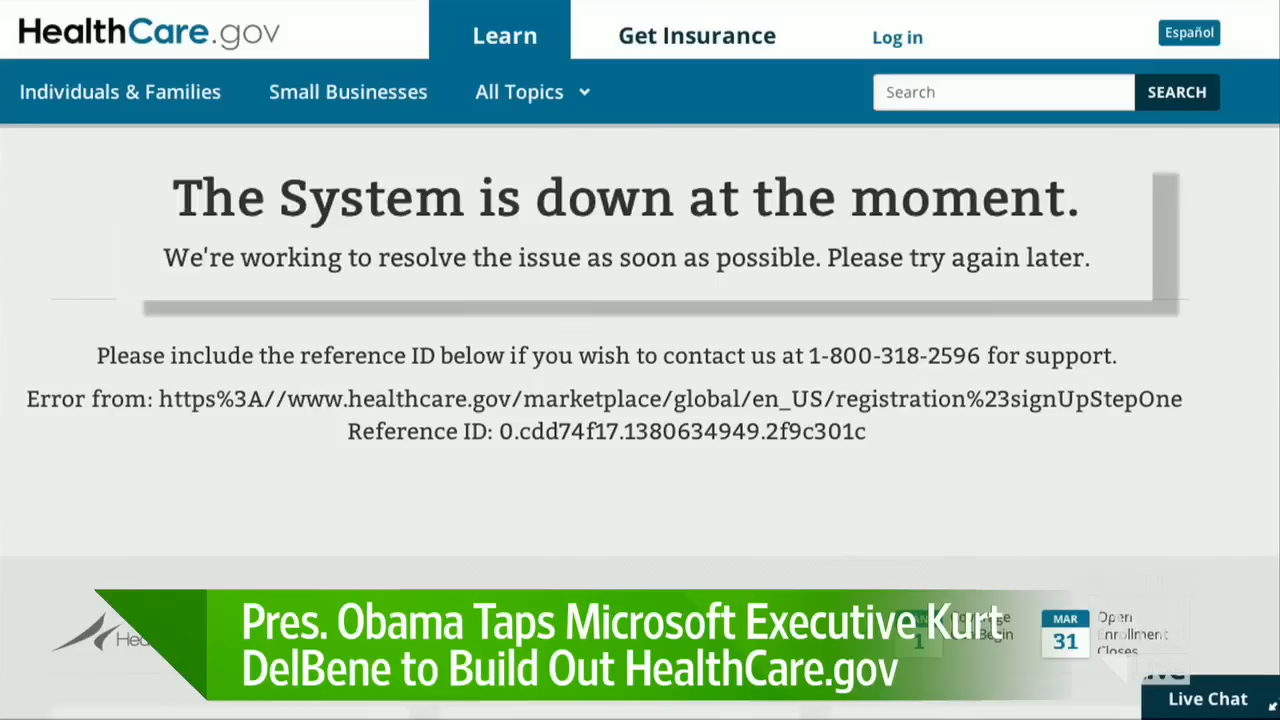 HealthCare.gov
Learn
Get Insurance
Log in
Español
Individuals & Families
Small Businesses
All Topics
Search
SEARCH
The System is down at the moment.
We're working to resolve the issue as soon as possible. Please try again later.
Please include the reference ID below if you wish to contact us at 1-800-318-2596 for support.
Error from: https%3A//www.healthcare.gov/marketplace/global/en_US/registration%23signUpStepOne
Reference ID: 0.cdd74f17.1380634949.2f9c301c
Pres. Obama Taps Microsoft Executive Kurt
DelBene to Build Out HealthCare.gov
1
Begin
MAR
31
Open
Enrollment
Closes
LIVE
Live Chat